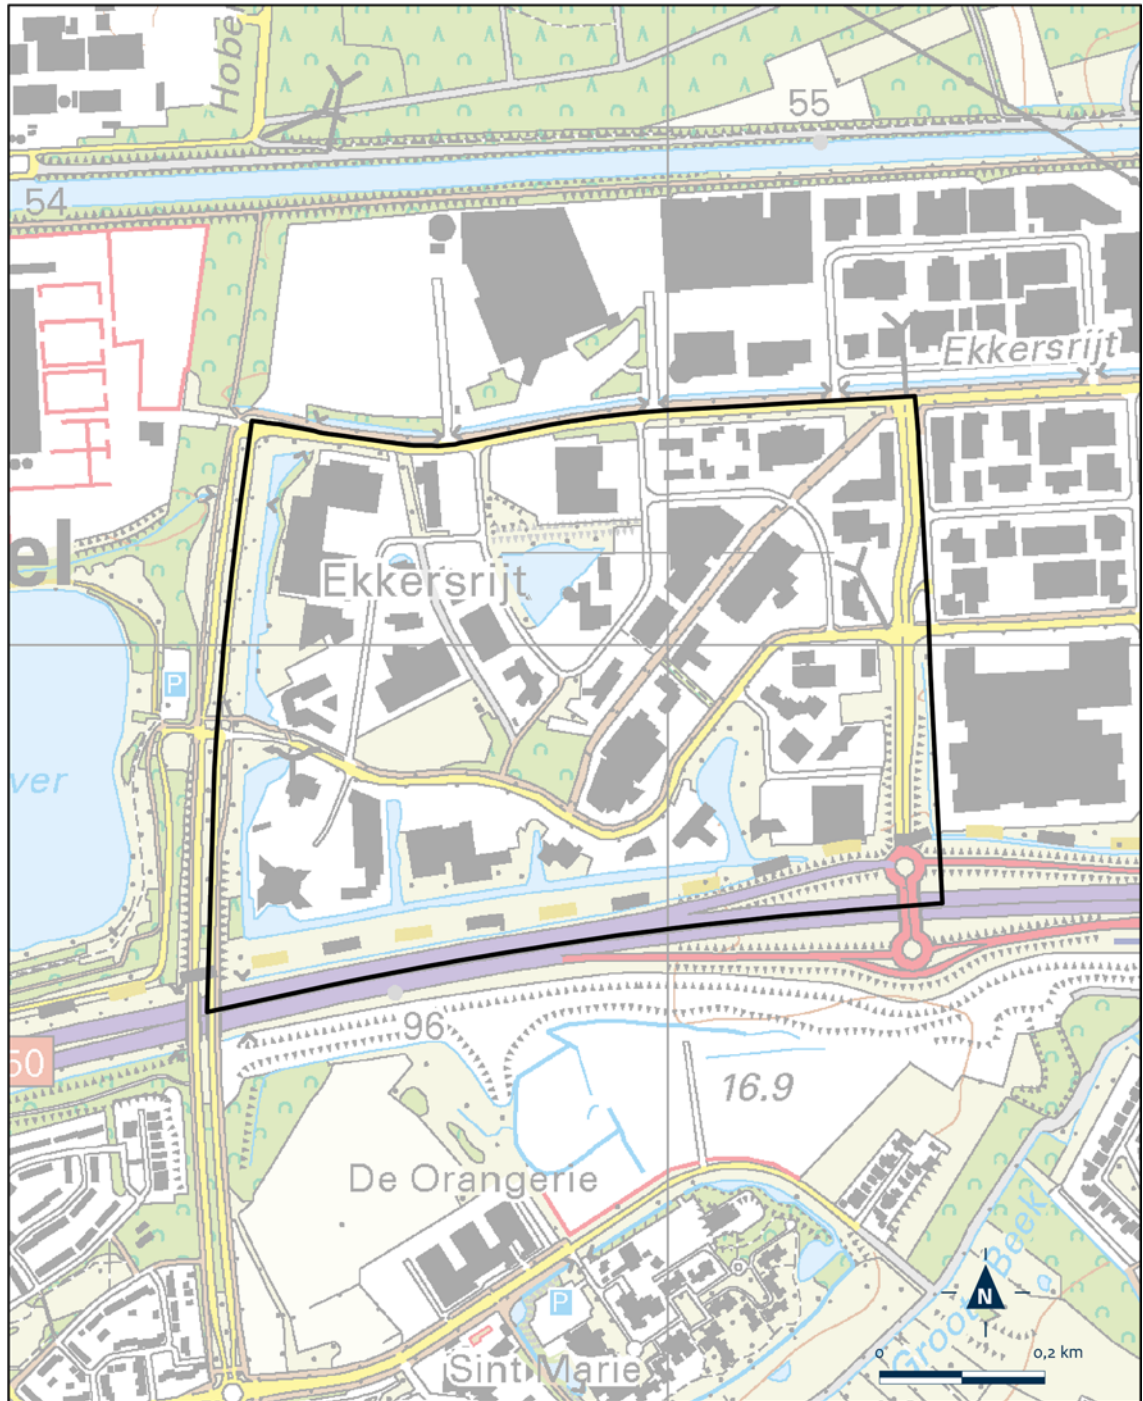 Hobe
55
54
Ekkersrijt
el
Ekkersrijt
P
ver
96
50
16.9
De Orangerie
Groot Beek
N
P
0
0,2 km
Sint Marie